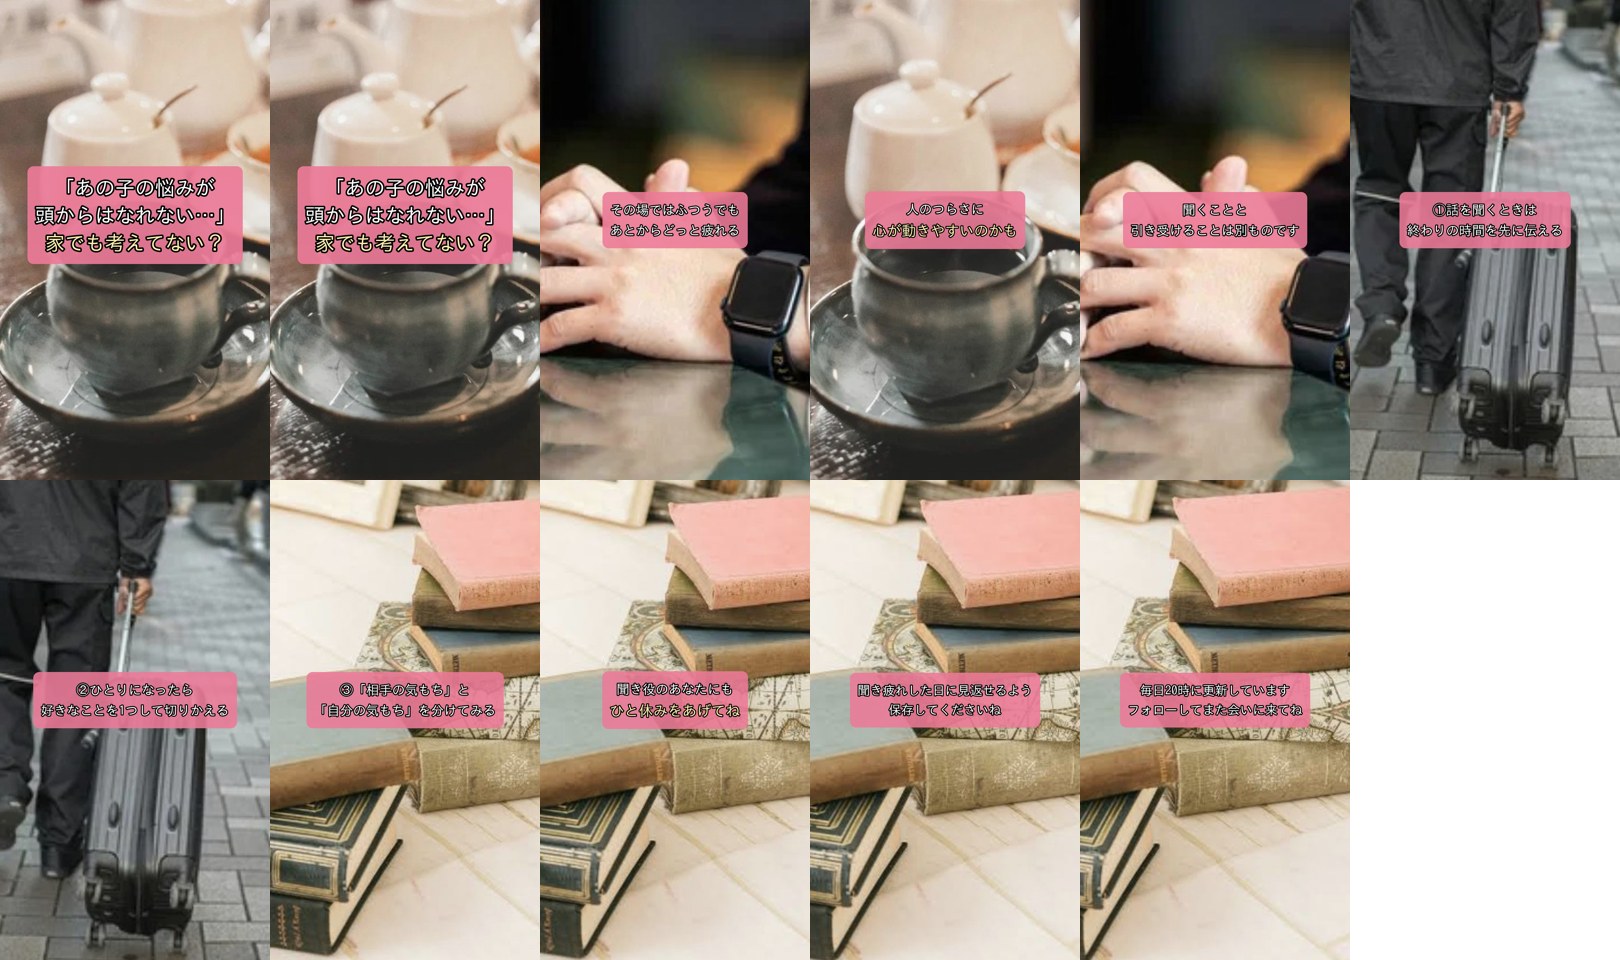 「あの子の悩みが
頭からはなれない…」
家でも考えてない？
「あの子の悩みが
頭からはなれない…」
家でも考えてない？
その場ではふつうでも
あとからどっと疲れる
人のつらさに
心が動きやすいのかも
聞くことと
引き受けることは別ものです
①話を聞くときは
終わりの時間を先に伝える
②ひとりになったら
好きなことを1つして切りかえる
③「相手の気もち」と
「自分の気もち」を分けてみる
聞き役のあなたにも
ひと休みをあげてね
聞き疲れした日に見返せるよう
保存してくださいね
毎日20時に更新しています
フォローしてまた会いに来てね